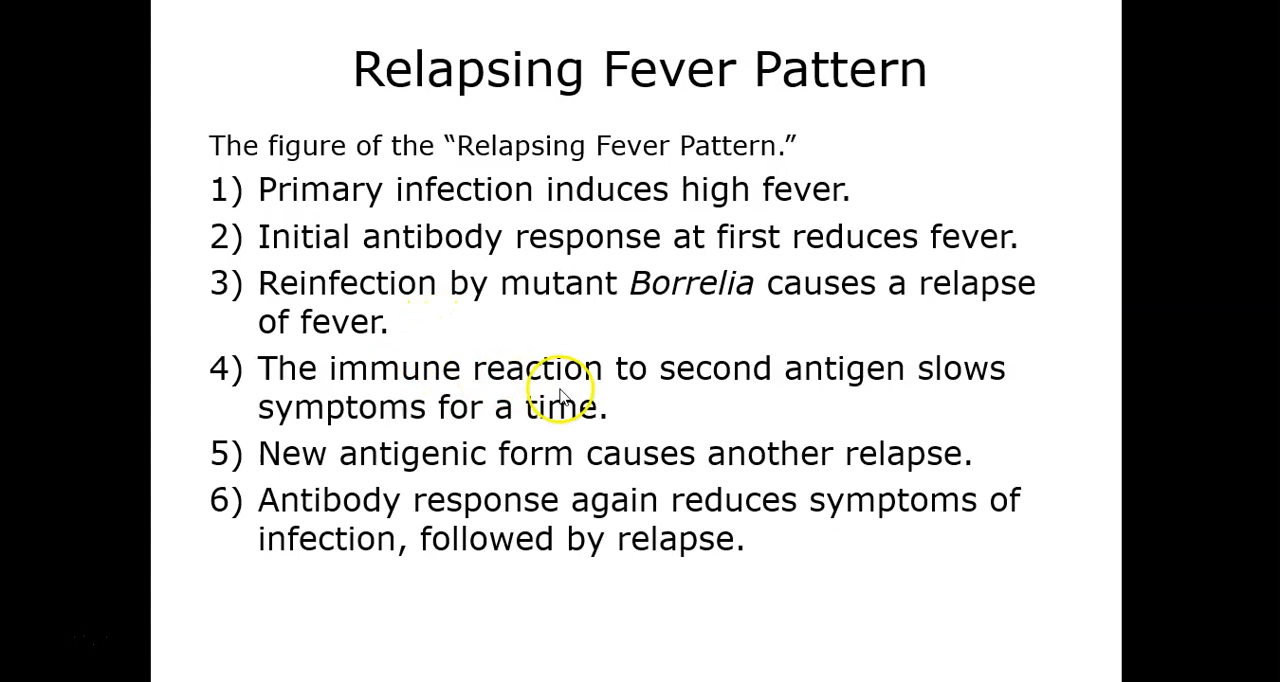 Relapsing Fever Pattern
The figure of the “Relapsing Fever Pattern.”
1) Primary infection induces high fever.
2) Initial antibody response at first reduces fever.
3) Reinfection by mutant Borrelia causes a relapse
of fever.
4) The immune reaction to second antigen slows
symptoms for a time.
5) New antigenic form causes another relapse.
6) Antibody response again reduces symptoms of
infection, followed by relapse.